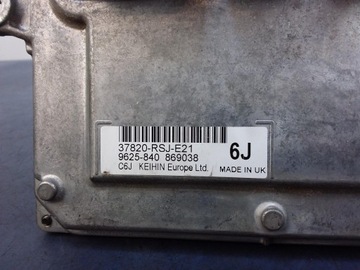 37820-RSJ-E21
9625-840 869038
C6J KEIHIN Europe Ltd.
6J
MADE IN UK